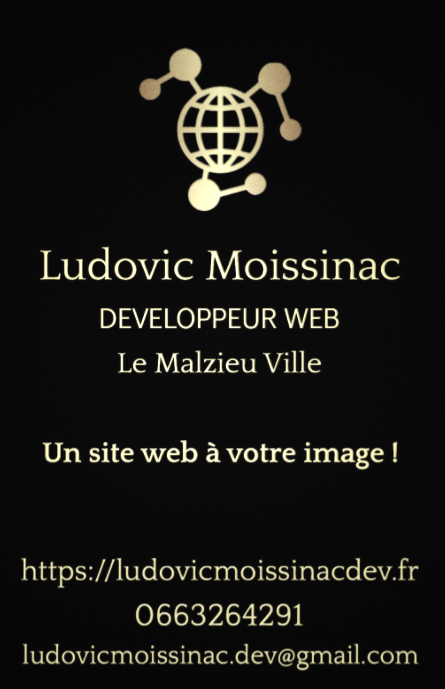 Ludovic Moissinac
DEVELOPPEUR WEB
Le Malzieu Ville
Un site web à votre image !
https://ludovicmoissinacdev.fr
0663264291
ludovicmoissinac.dev@gmail.com